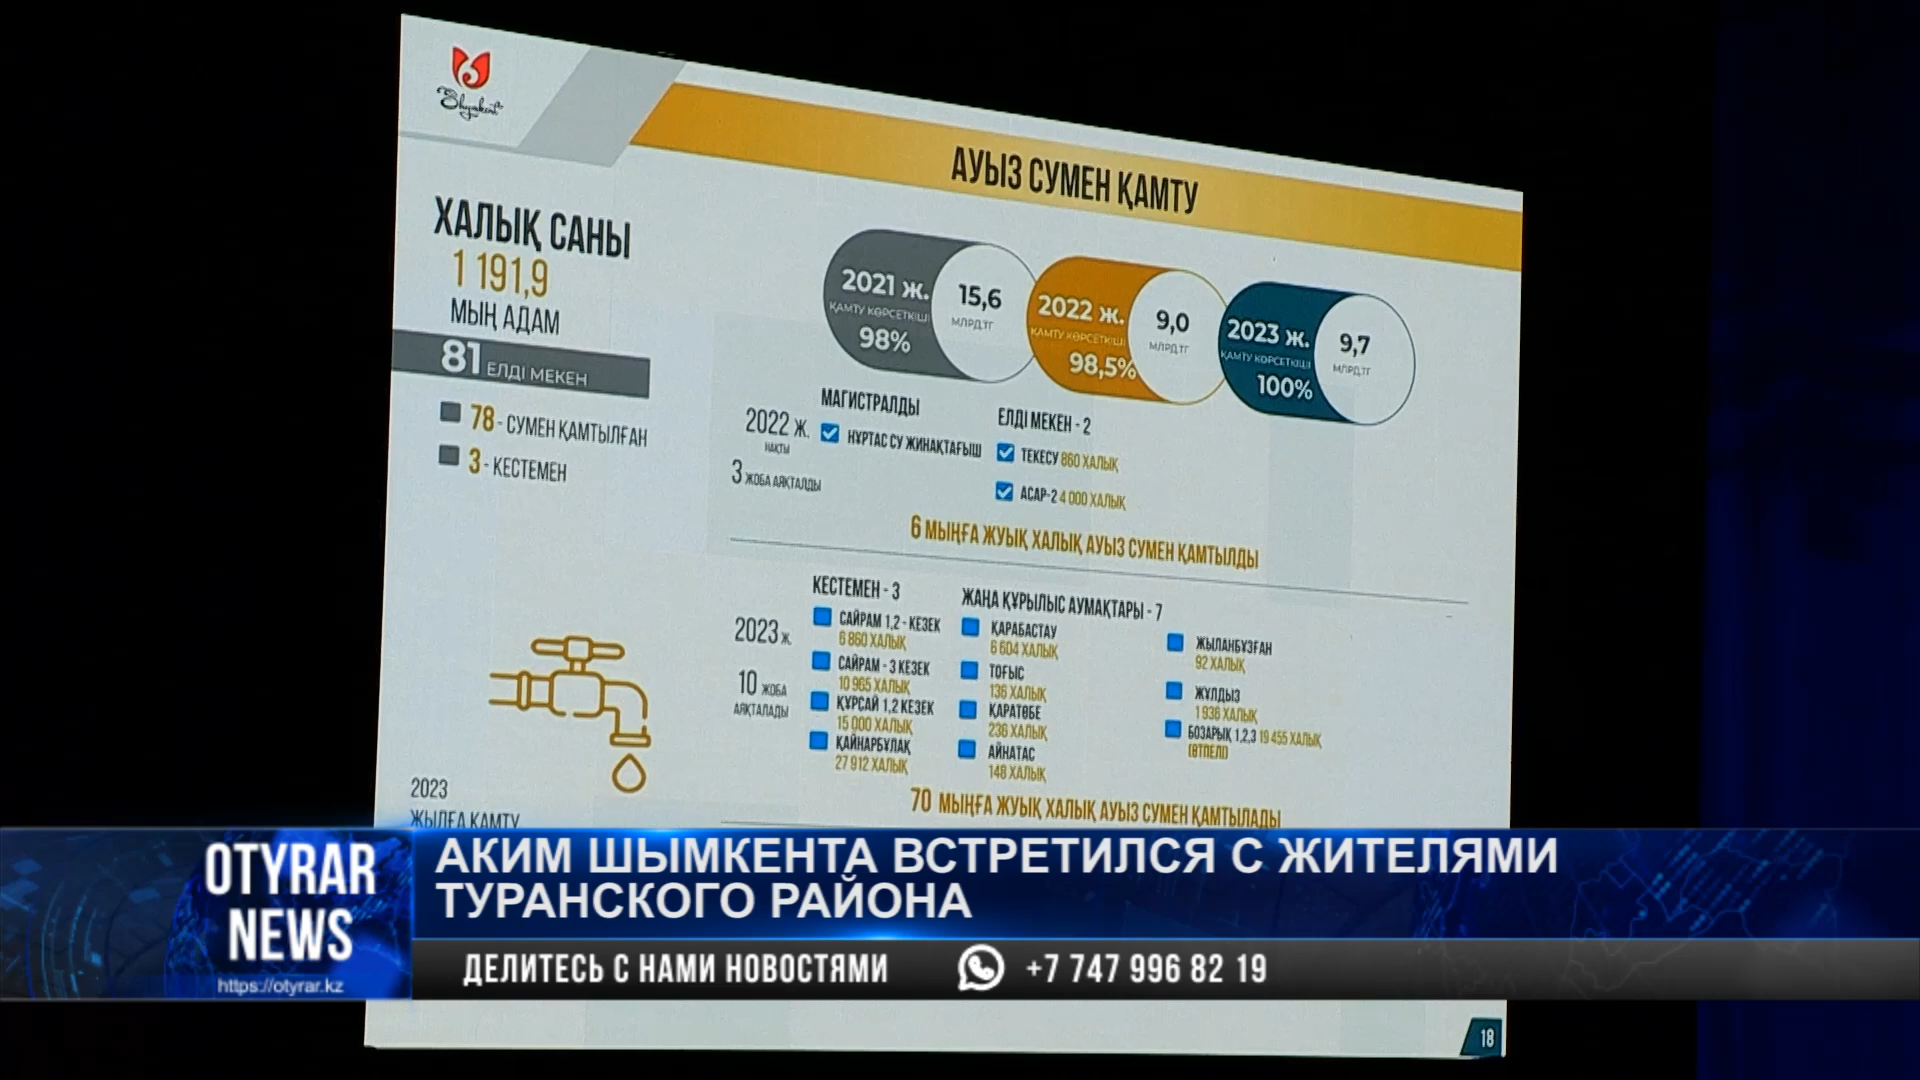 Shymkent
АУЫЗ СУМЕН ҚАМТУ
ХАЛЫҚ САНЫ
1 191,9
МЫҢ АДАМ
81 ЕЛДІ МЕКЕН
78 - СУМЕН ҚАМТЫЛҒАН
3 - КЕСТЕМЕН
2021 ж.
ҚАМТУ КӨРСЕТКІШІ
98%
15,6
МЛРД.ТГ
2022 ж.
ҚАМТУ КӨРСЕТКІШІ
98,5%
9,0
МЛРД.ТГ
2023 ж.
ҚАМТУ КӨРСЕТКІШІ
100%
9,7
МЛРД.ТГ
2022 Ж.
НАҚТЫ
3 ЖОБА АЯҚТАЛДЫ
МАГИСТРАЛДЫ
НҰРТАС СУ ЖИНАҚТАҒЫШ
ЕЛДІ МЕКЕН - 2
ТЕКЕСУ 860 ХАЛЫҚ
АСАР-2 4 000 ХАЛЫҚ
6 МЫҢҒА ЖУЫҚ ХАЛЫҚ АУЫЗ СУМЕН ҚАМТЫЛДЫ
2023 Ж.
10 ЖОБА
АЯҚТАЛАДЫ
КЕСТЕМЕН - 3
САЙРАМ 1,2 - КЕЗЕК
6 860 ХАЛЫҚ
САЙРАМ - 3 КЕЗЕК
10 965 ХАЛЫҚ
ҚҰРСАЙ 1,2 КЕЗЕК
15 000 ХАЛЫҚ
ҚАЙНАРБҰЛАҚ
27 912 ХАЛЫҚ
ЖАҢА ҚҰРЫЛЫС АУМАҚТАРЫ - 7
ҚАРАБАСТАУ
6 604 ХАЛЫҚ
ТОҒЫС
136 ХАЛЫҚ
ҚАРАТӨБЕ
236 ХАЛЫҚ
АЙНАТАС
148 ХАЛЫҚ
ЖЫЛАНБҰЗҒАН
92 ХАЛЫҚ
ЖҰЛДЫЗ
1 936 ХАЛЫҚ
БОЗАРЫҚ 1,2,3 19 455 ХАЛЫҚ
(ӨТПЕЛІ)
70 МЫҢҒА ЖУЫҚ ХАЛЫҚ АУЫЗ СУМЕН ҚАМТЫЛАДЫ
2023
ЖЫЛҒА ҚАМТУ
OTYRAR
NEWS
https://otyrar.kz
АКИМ ШЫМКЕНТА ВСТРЕТИЛСЯ С ЖИТЕЛЯМИ
ТУРАНСКОГО РАЙОНА
ДЕЛИТЕСЬ С НАМИ НОВОСТЯМИ
+7 747 996 82 19
18